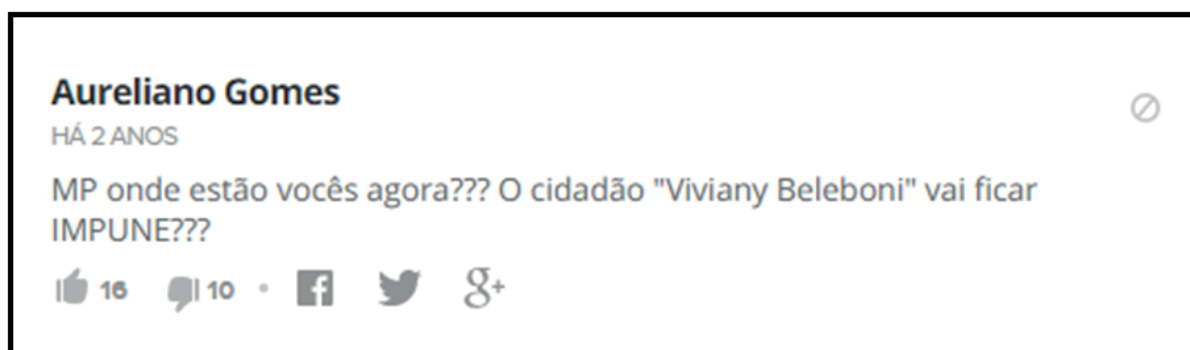 Aureliano Gomes
HÁ 2 ANOS
MP onde estão vocês agora??? O cidadão "Viviany Beleboni" vai ficar
IMPUNE???
16 10 • f g+